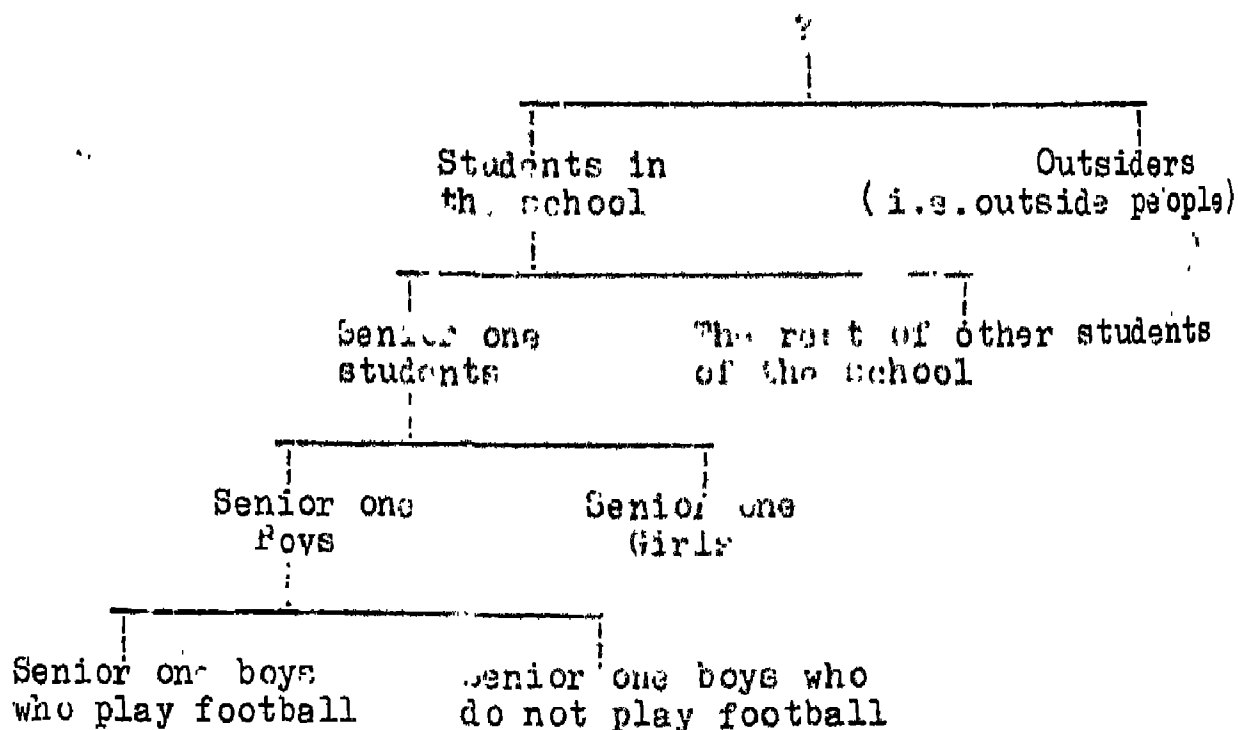 ?
Students in
the school
Outsiders
(i.e. outside people)
Senior one
students
The rest of other students
of the school
Senior one
Boys
Senior one
Girls
Senior one boys
who play football
Senior one boys who
do not play football